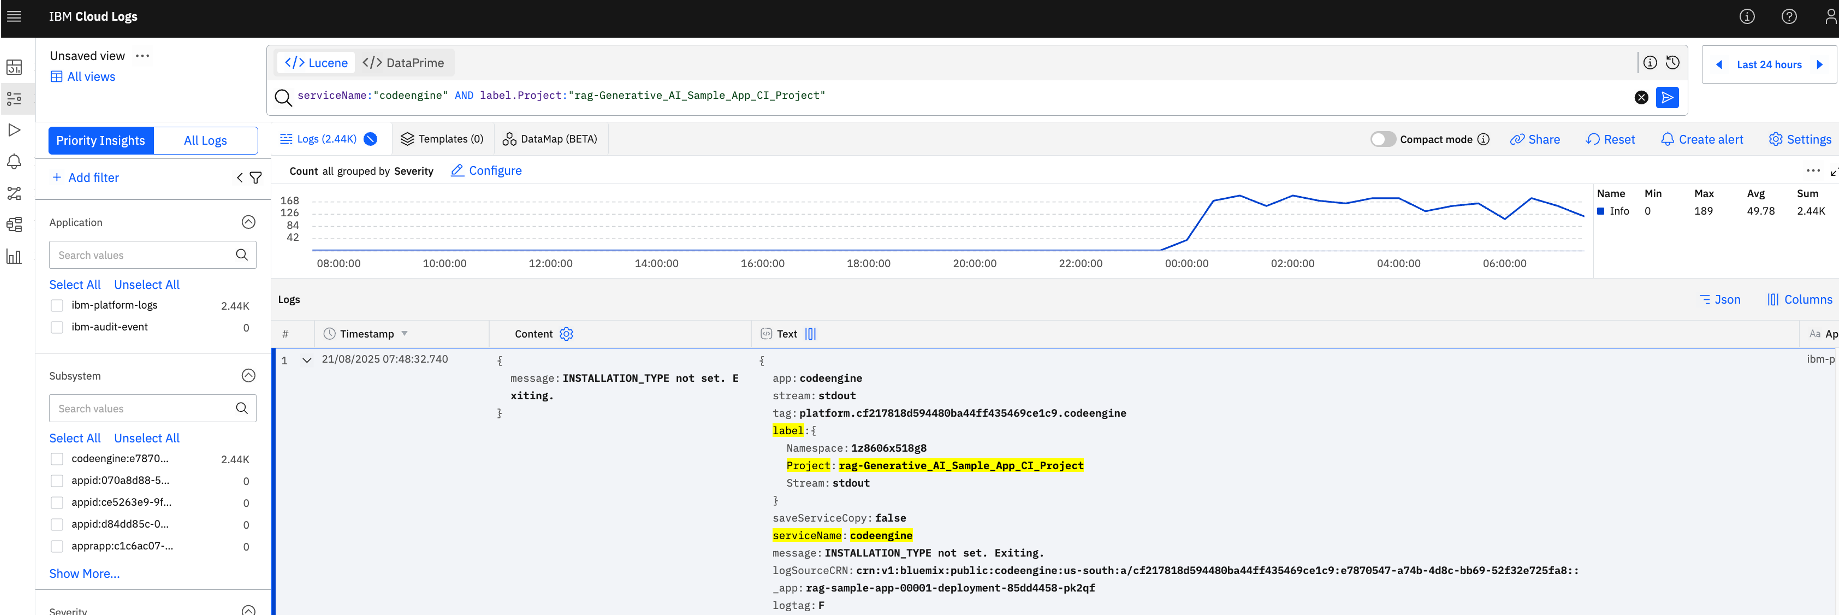 IBM Cloud Logs
Unsaved view ...
All views
</> Lucene </> DataPrime
serviceName:"codeengine" AND label.Project:"rag-Generative_AI_Sample_App_CI_Project"
Last 24 hours
Priority Insights All Logs
Logs (2.44K) Templates (0) DataMap (BETA)
Compact mode Share Reset Create alert Settings
+ Add filter
Count all grouped by Severity Configure
168
126
84
42
08:00:00 10:00:00 12:00:00 14:00:00 16:00:00 18:00:00 20:00:00 22:00:00 00:00:00 02:00:00 04:00:00 06:00:00
Name Min Max Avg Sum
Info 0 189 49.78 2.44K
Application
Search values
Select All Unselect All
ibm-platform-logs 2.44K
ibm-audit-event 0
Subsystem
Search values
Select All Unselect All
codeengine:e7870... 2.44K
appid:070a8d88-5... 0
appid:ce5263e9-9f... 0
appid:d84dd85c-0... 0
apprapp:c1c6ac07-... 0
Show More...
Severity
Logs
Json Columns
# Timestamp Content Text Aa Ap
1 21/08/2025 07:48:32.740
{
message:INSTALLATION_TYPE not set. E
xiting.
}
{
app:codeengine
stream:stdout
tag:platform.cf217818d594480ba44ff435469ce1c9.codeengine
label:{
Namespace:1z8606x518g8
Project:rag-Generative_AI_Sample_App_CI_Project
Stream:stdout
}
saveServiceCopy:false
serviceName:codeengine
message:INSTALLATION_TYPE not set. Exiting.
logSourceCRN:crn:v1:bluemix:public:codeengine:us-south:a/cf217818d594480ba44ff435469ce1c9:e7870547-a74b-4d8c-bb69-52f32e725fa8::
_app:rag-sample-app-00001-deployment-85dd4458-pk2qf
logtag:F
ibm-p